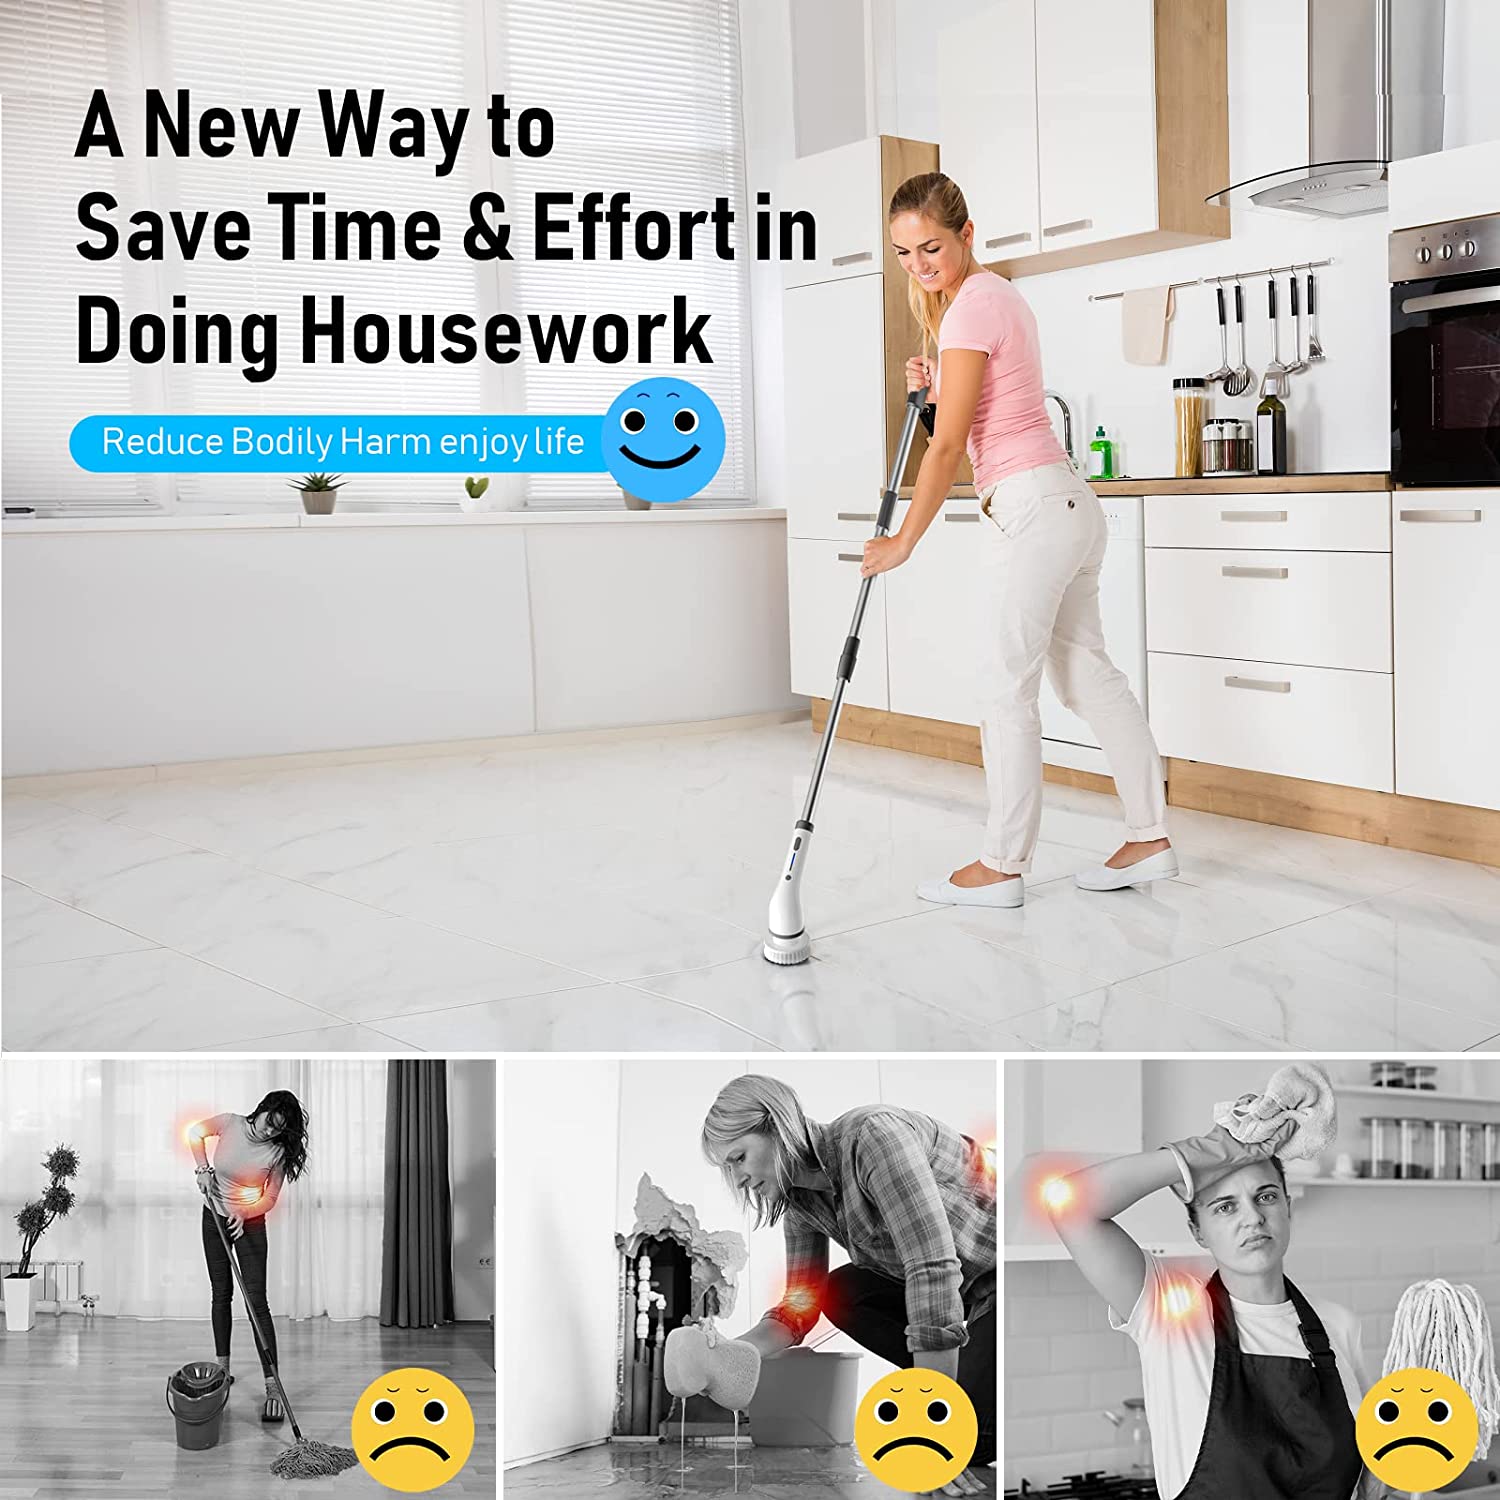 A New Way to
Save Time & Effort in
Doing Housework
Reduce Bodily Harm enjoy life